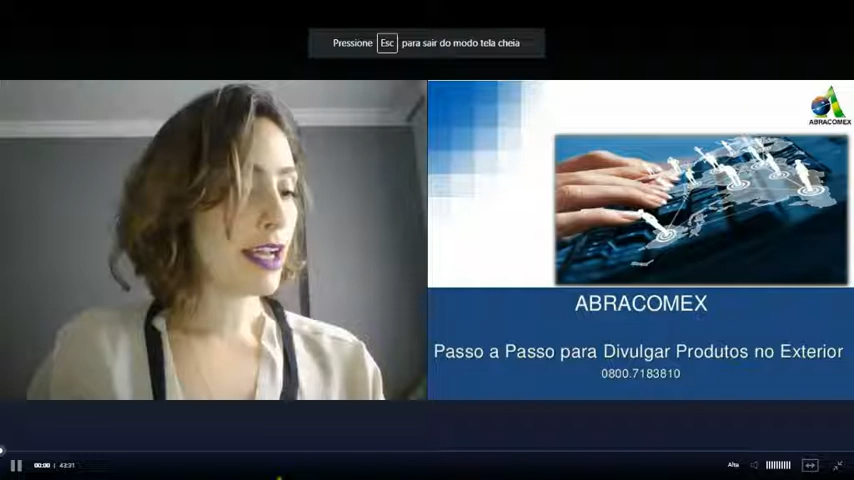 Pressione Esc para sair do modo tela cheia
ABRACOMEX
ABRACOMEX
Passo a Passo para Divulgar Produtos no Exterior
0800.7183810
00:00 / 43:31
Alta